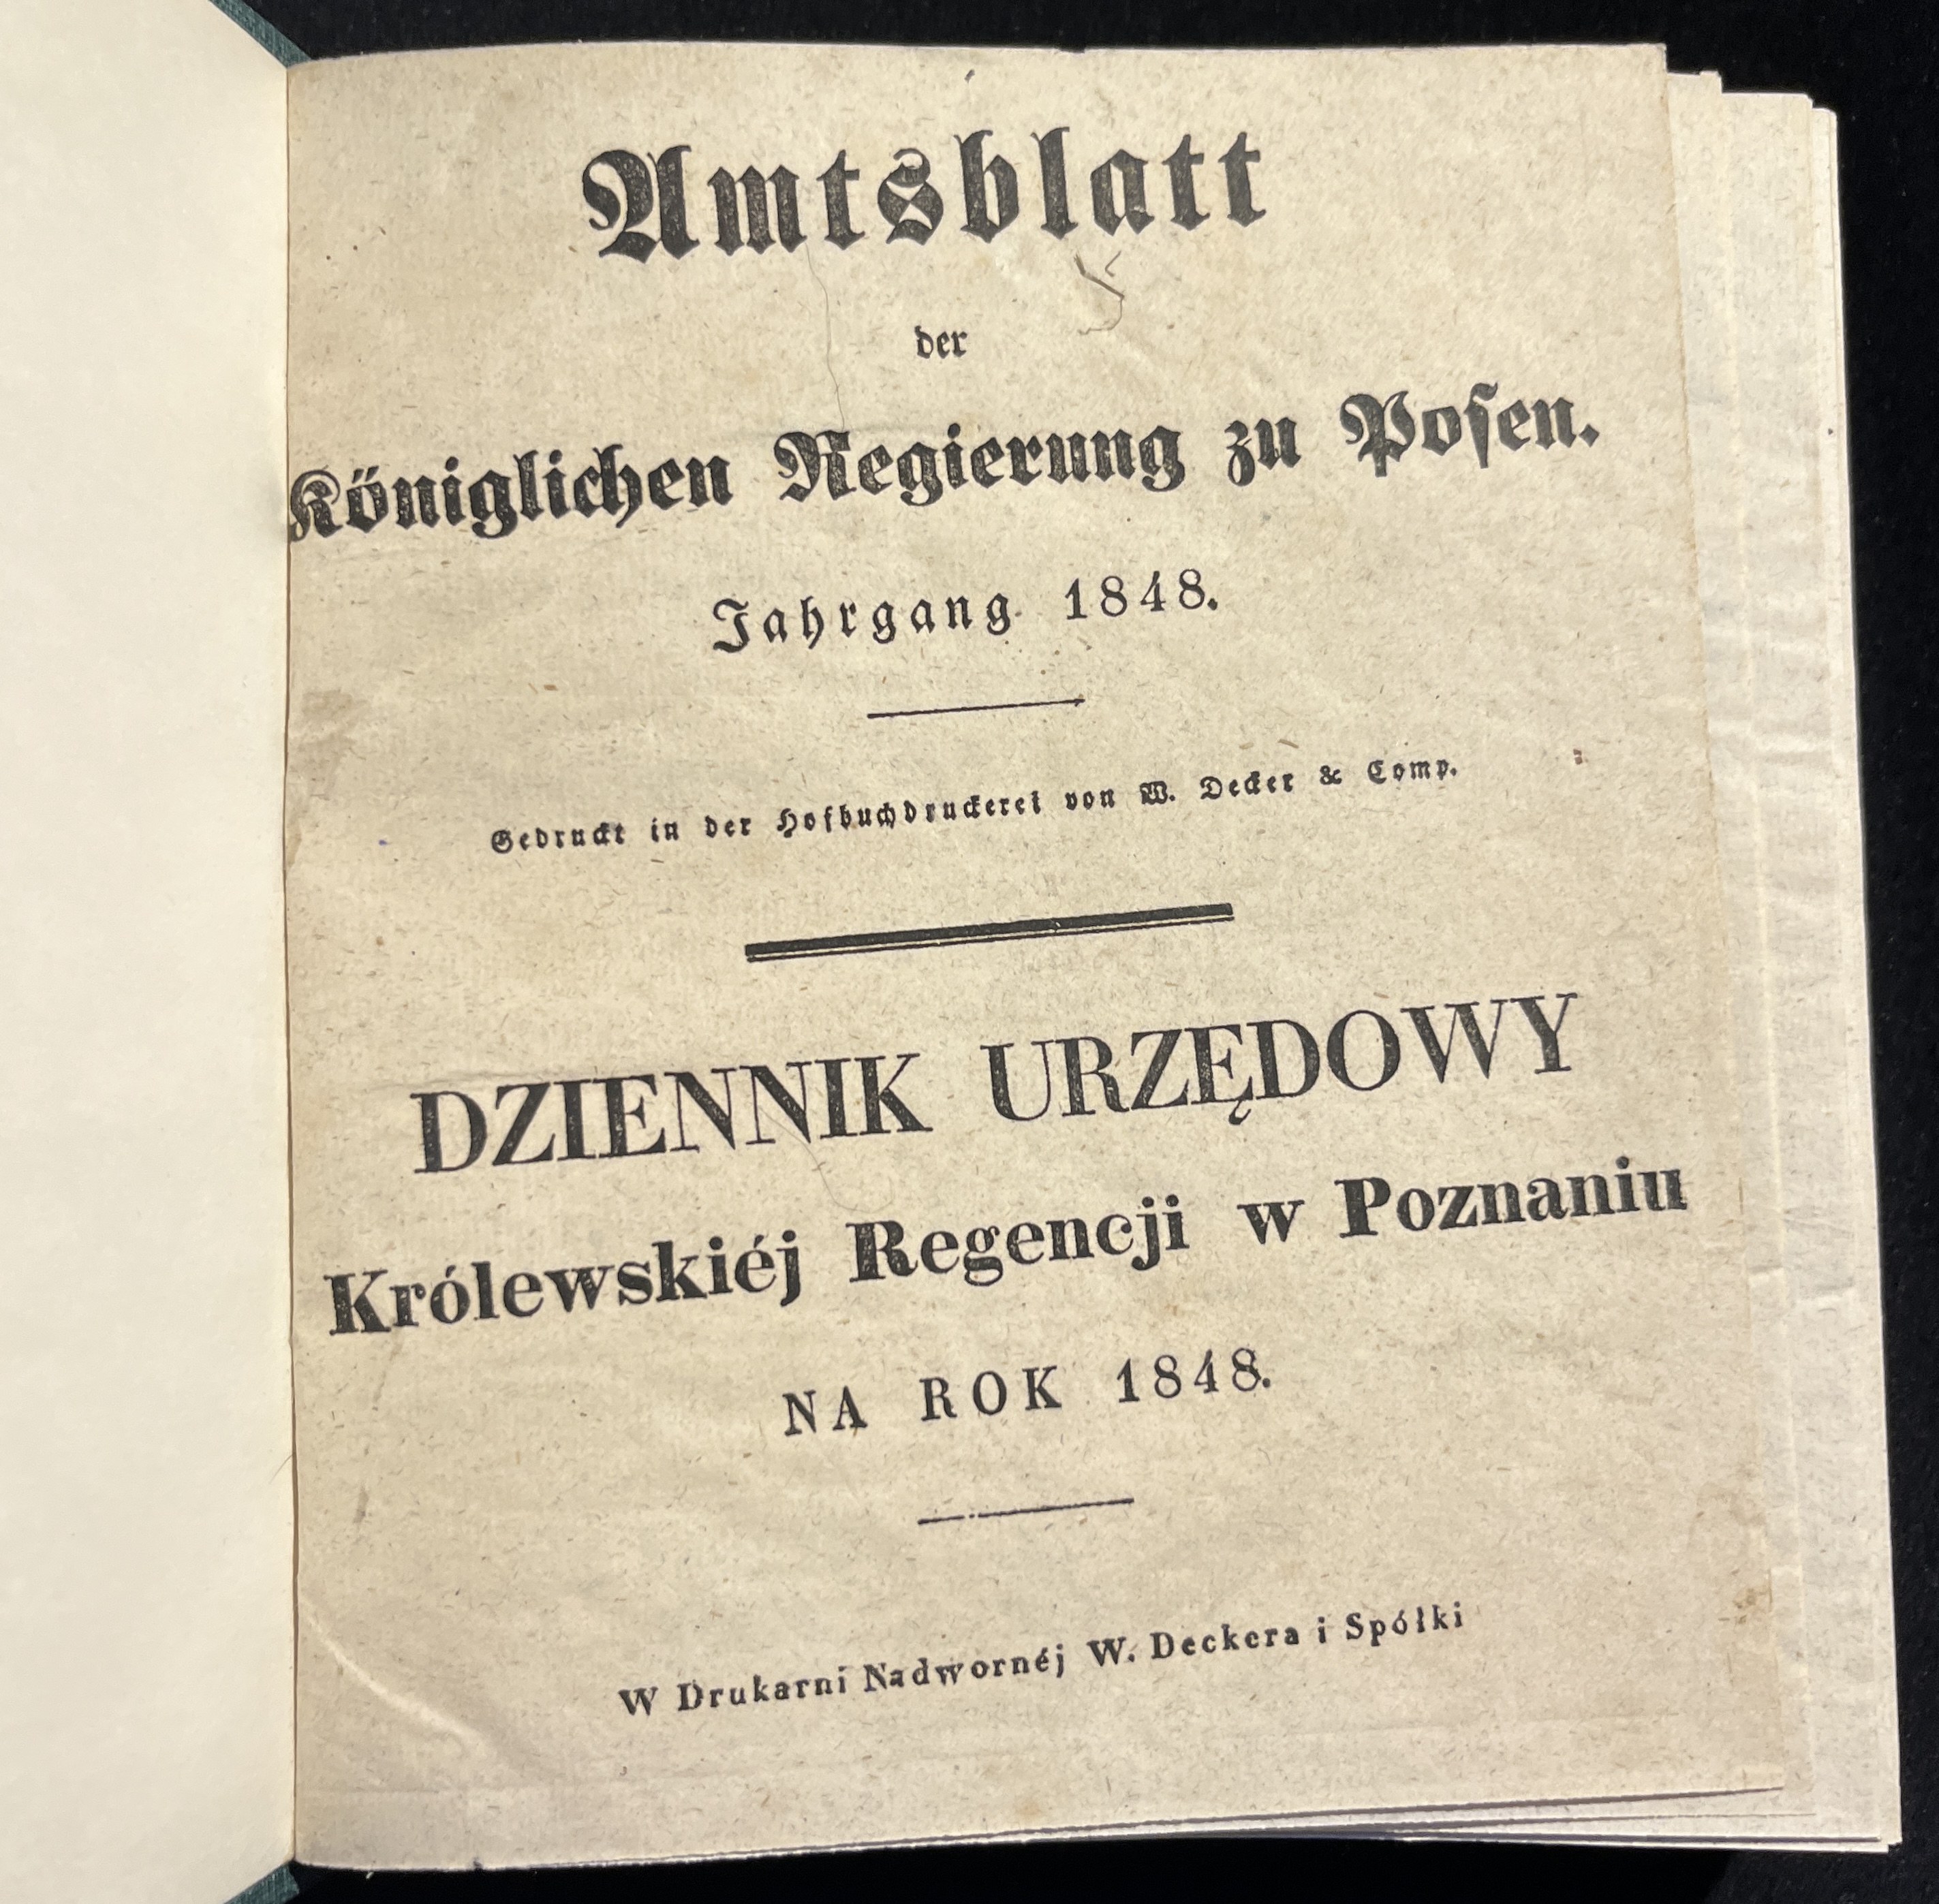 Amtsblatt
der
Königlichen Regierung zu Poſen.
Jahrgang 1848.
Gedruckt in der Hofbuchdruckerei von W. Decker & Comp.
DZIENNIK URZĘDOWY
Królewskiéj Regencji w Poznaniu
NA ROK 1848.
W Drukarni Nadwornéj W. Deckera i Spółki